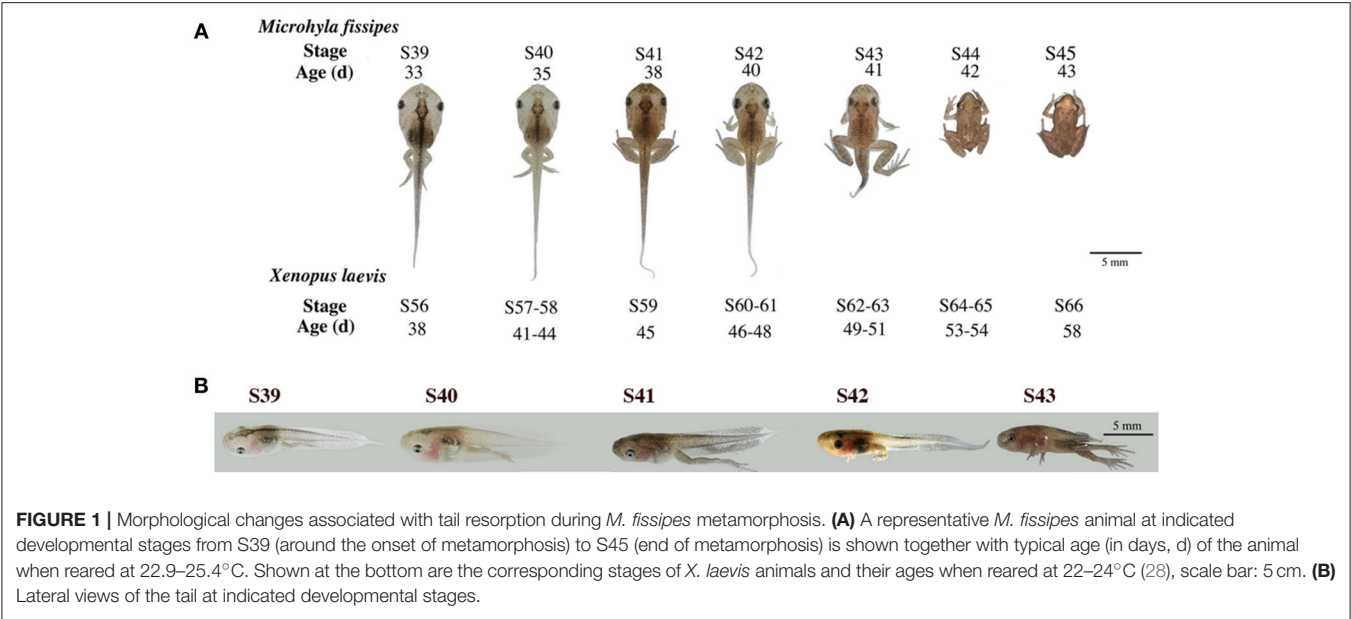 A
Microhyla fissipes
Stage S39 S40 S41 S42 S43 S44 S45
Age (d) 33 35 38 40 41 42 43
5 mm
Xenopus laevis
Stage S56 S57-58 S59 S60-61 S62-63 S64-65 S66
Age (d) 38 41-44 45 46-48 49-51 53-54 58
B
S39 S40 S41 S42 S43
5 mm
FIGURE 1 | Morphological changes associated with tail resorption during M. fissipes metamorphosis. (A) A representative M. fissipes animal at indicated
developmental stages from S39 (around the onset of metamorphosis) to S45 (end of metamorphosis) is shown together with typical age (in days, d) of the animal
when reared at 22.9–25.4°C. Shown at the bottom are the corresponding stages of X. laevis animals and their ages when reared at 22–24°C (28), scale bar: 5 cm. (B)
Lateral views of the tail at indicated developmental stages.